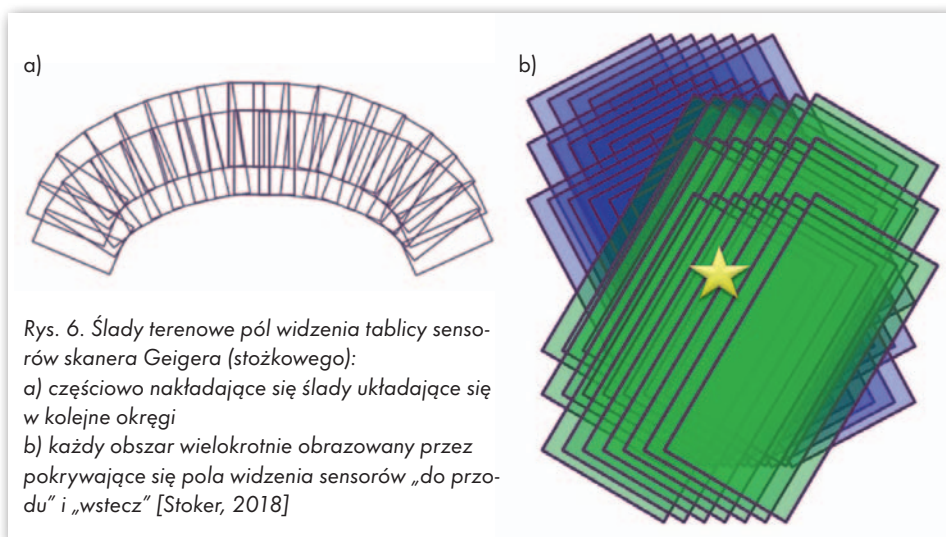 a)
b)
Rys. 6. Ślady terenowe pól widzenia tablicy senso-
rów skanera Geigera (stożkowego):
a) częściowo nakładające się ślady układające się
w kolejne okręgi
b) każdy obszar wielokrotnie obrazowany przez
pokrywające się pola widzenia sensorów „do przo-
du” i „wstecz” [Stoker, 2018]